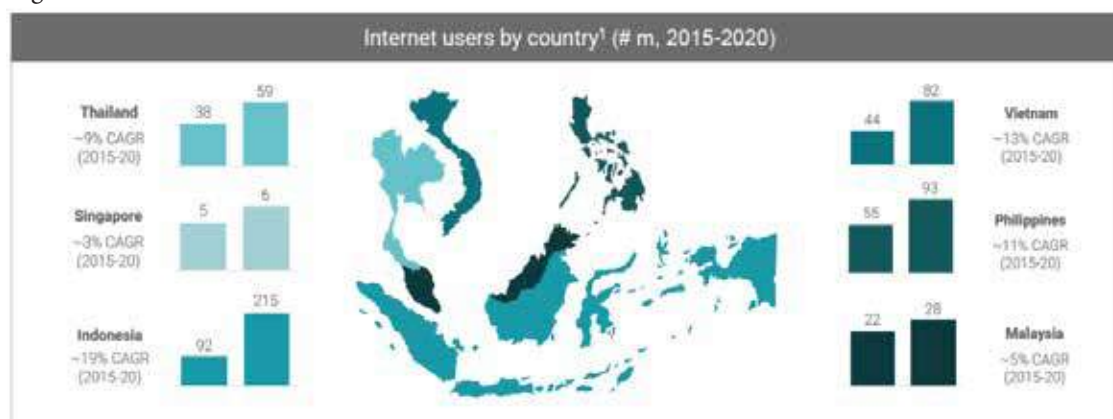 Internet users by country¹ (# m, 2015-2020)
Thailand
~9% CAGR
(2015-20)
38
59
Singapore
~3% CAGR
(2015-20)
5
6
Indonesia
~19% CAGR
(2015-20)
92
215
44
82
Vietnam
~13% CAGR
(2015-20)
55
93
Philippines
~11% CAGR
(2015-20)
22
28
Malaysia
~5% CAGR
(2015-20)